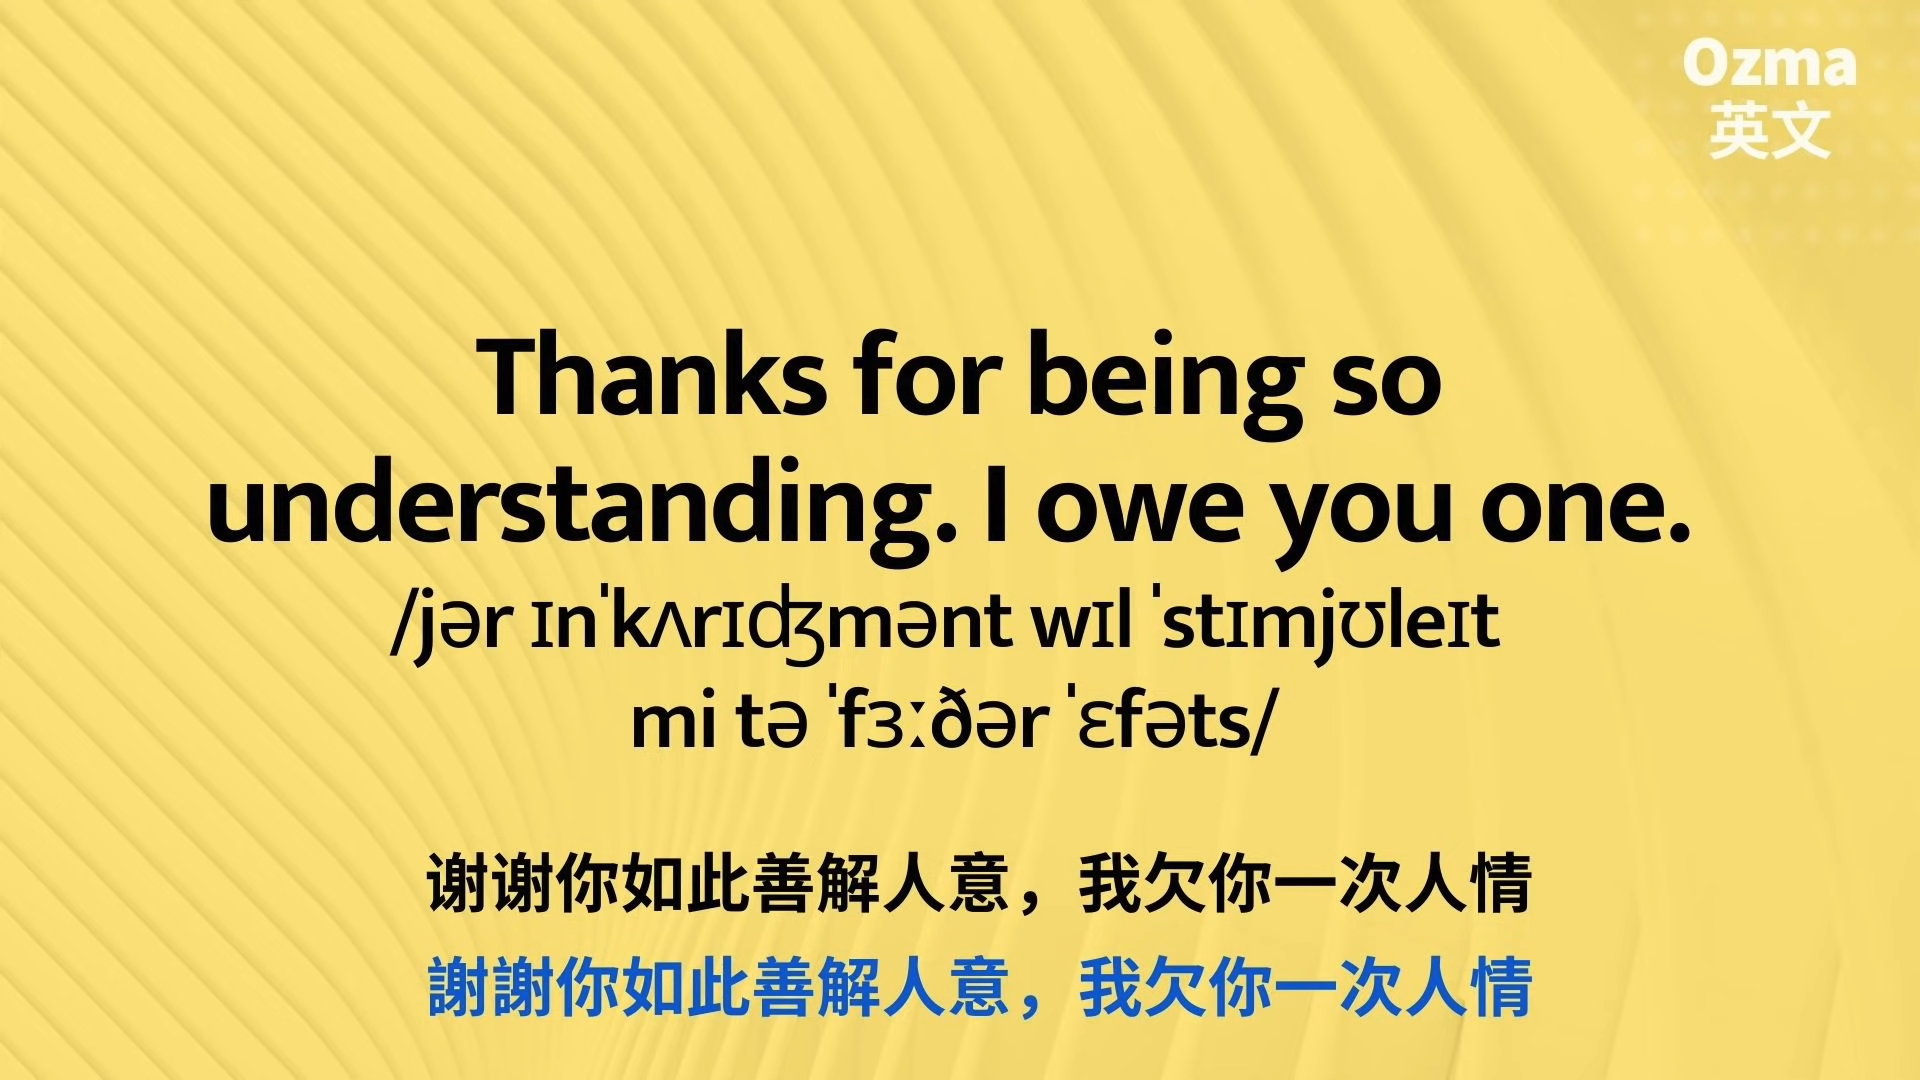 Ozma
英文
Thanks for being so
understanding. I owe you one.
/jər ɪnˈkʌrɪʤmənt wɪl ˈstɪmjʊleɪt
mi tə ˈfɜːðər ˈɛfəts/
谢谢你如此善解人意，我欠你一次人情
謝謝你如此善解人意，我欠你一次人情